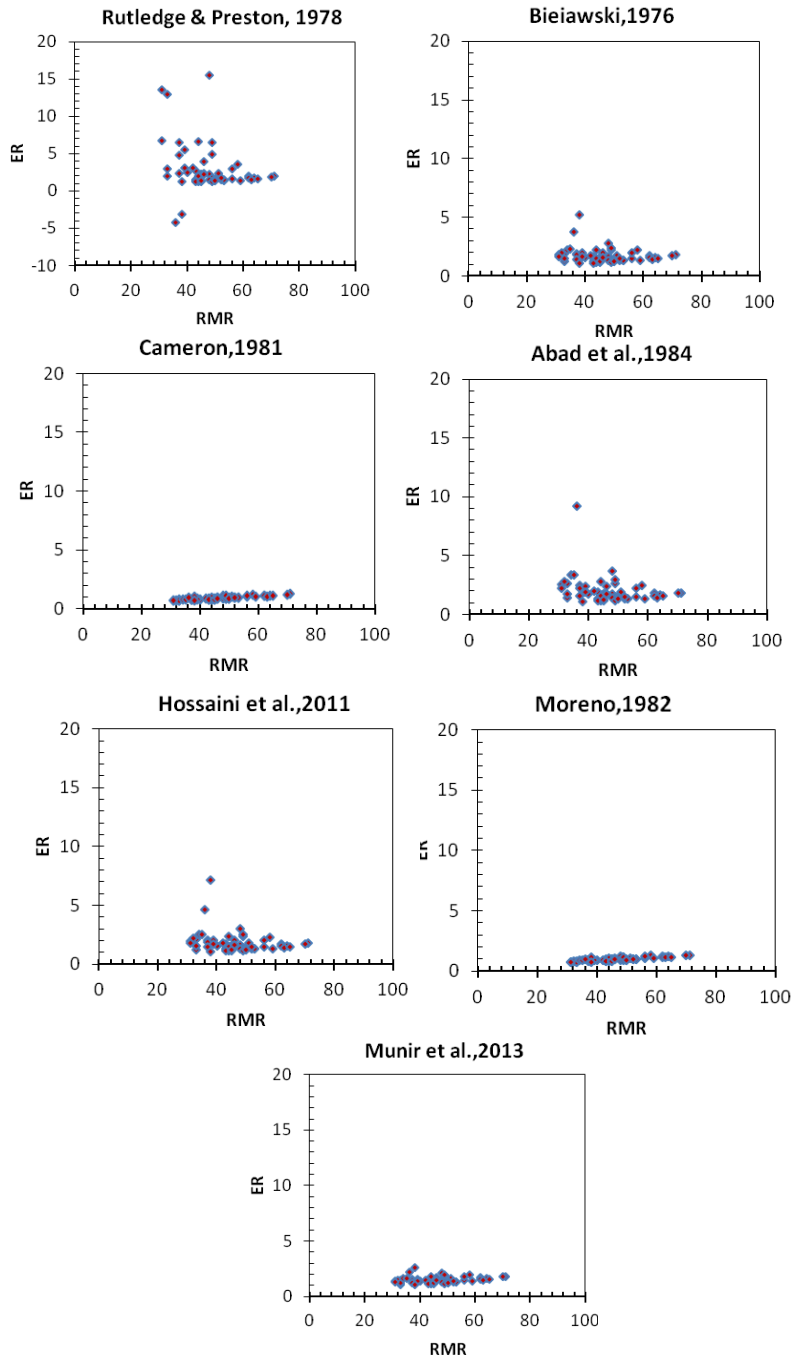 Rutledge & Preston, 1978
20
15
10
5
0
-5
-10
ER
0 20 40 60 80 100
RMR
Bieiawski,1976
20
15
10
5
0
ER
0 20 40 60 80 100
RMR
Cameron,1981
20
15
10
5
0
ER
0 20 40 60 80 100
RMR
Abad et al.,1984
20
15
10
5
0
ER
0 20 40 60 80 100
RMR
Hossaini et al.,2011
20
15
10
5
0
ER
0 20 40 60 80 100
RMR
Moreno,1982
20
15
10
5
0
ER
0 20 40 60 80 100
RMR
Munir et al.,2013
20
15
10
5
0
ER
0 20 40 60 80 100
RMR